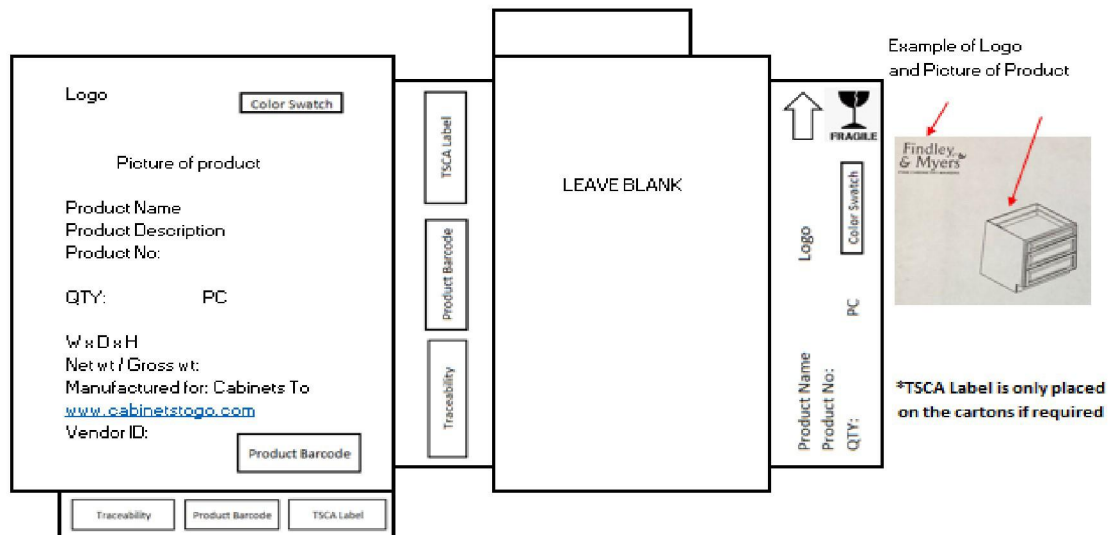 Logo
Color Swatch
Picture of product
Product Name
Product Description
Product No:
QTY: PC
W x D x H
Net wt / Gross wt:
Manufactured for: Cabinets To
www.cabinetstogo.com
Vendor ID:
Product Barcode
Traceability
Product Barcode
TSCA Label
TSCA Label
Product Barcode
Traceability
LEAVE BLANK
FRAGILE
Logo
Color Swatch
Product Name
Product No:
QTY: PC
Example of Logo
and Picture of Product
Findley
& Myers
*TSCA Label is only placed
on the cartons if required